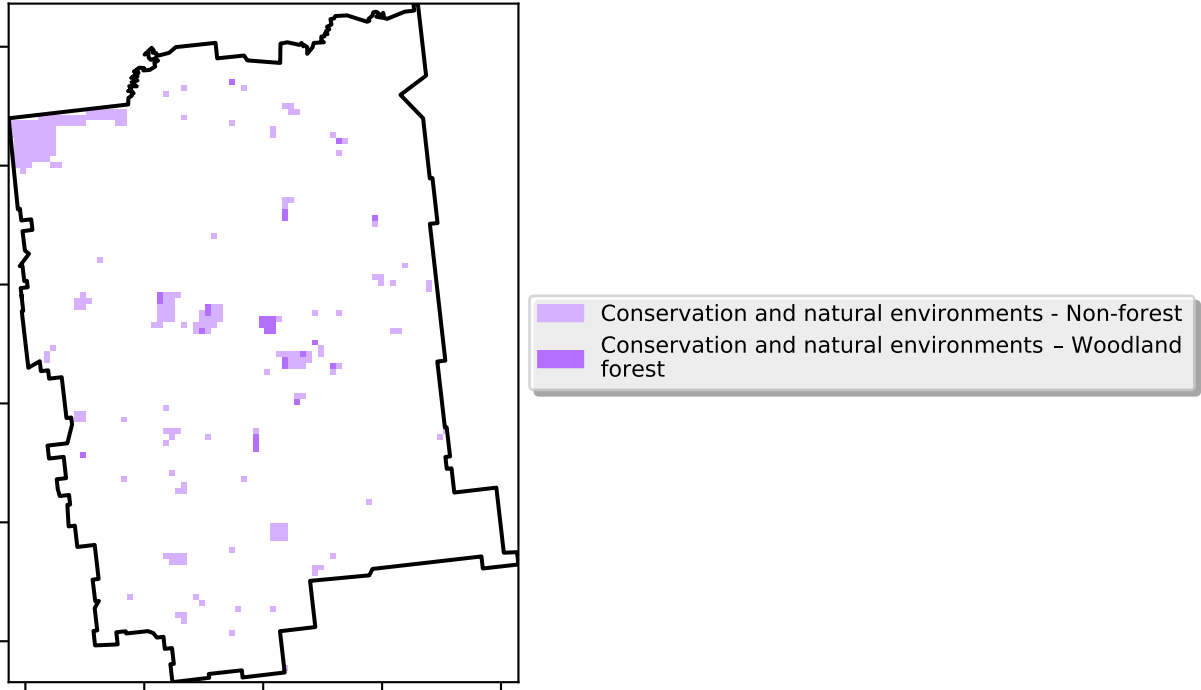 Conservation and natural environments - Non-forest
Conservation and natural environments – Woodland
forest